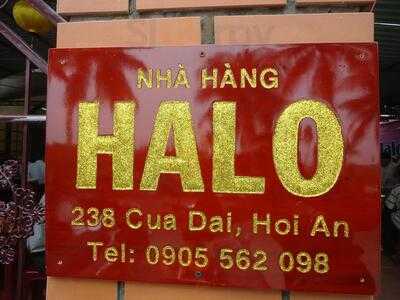 NHÀ HÀNG
HALO
238 Cua Dai, Hoi An
Tel: 0905 562 098